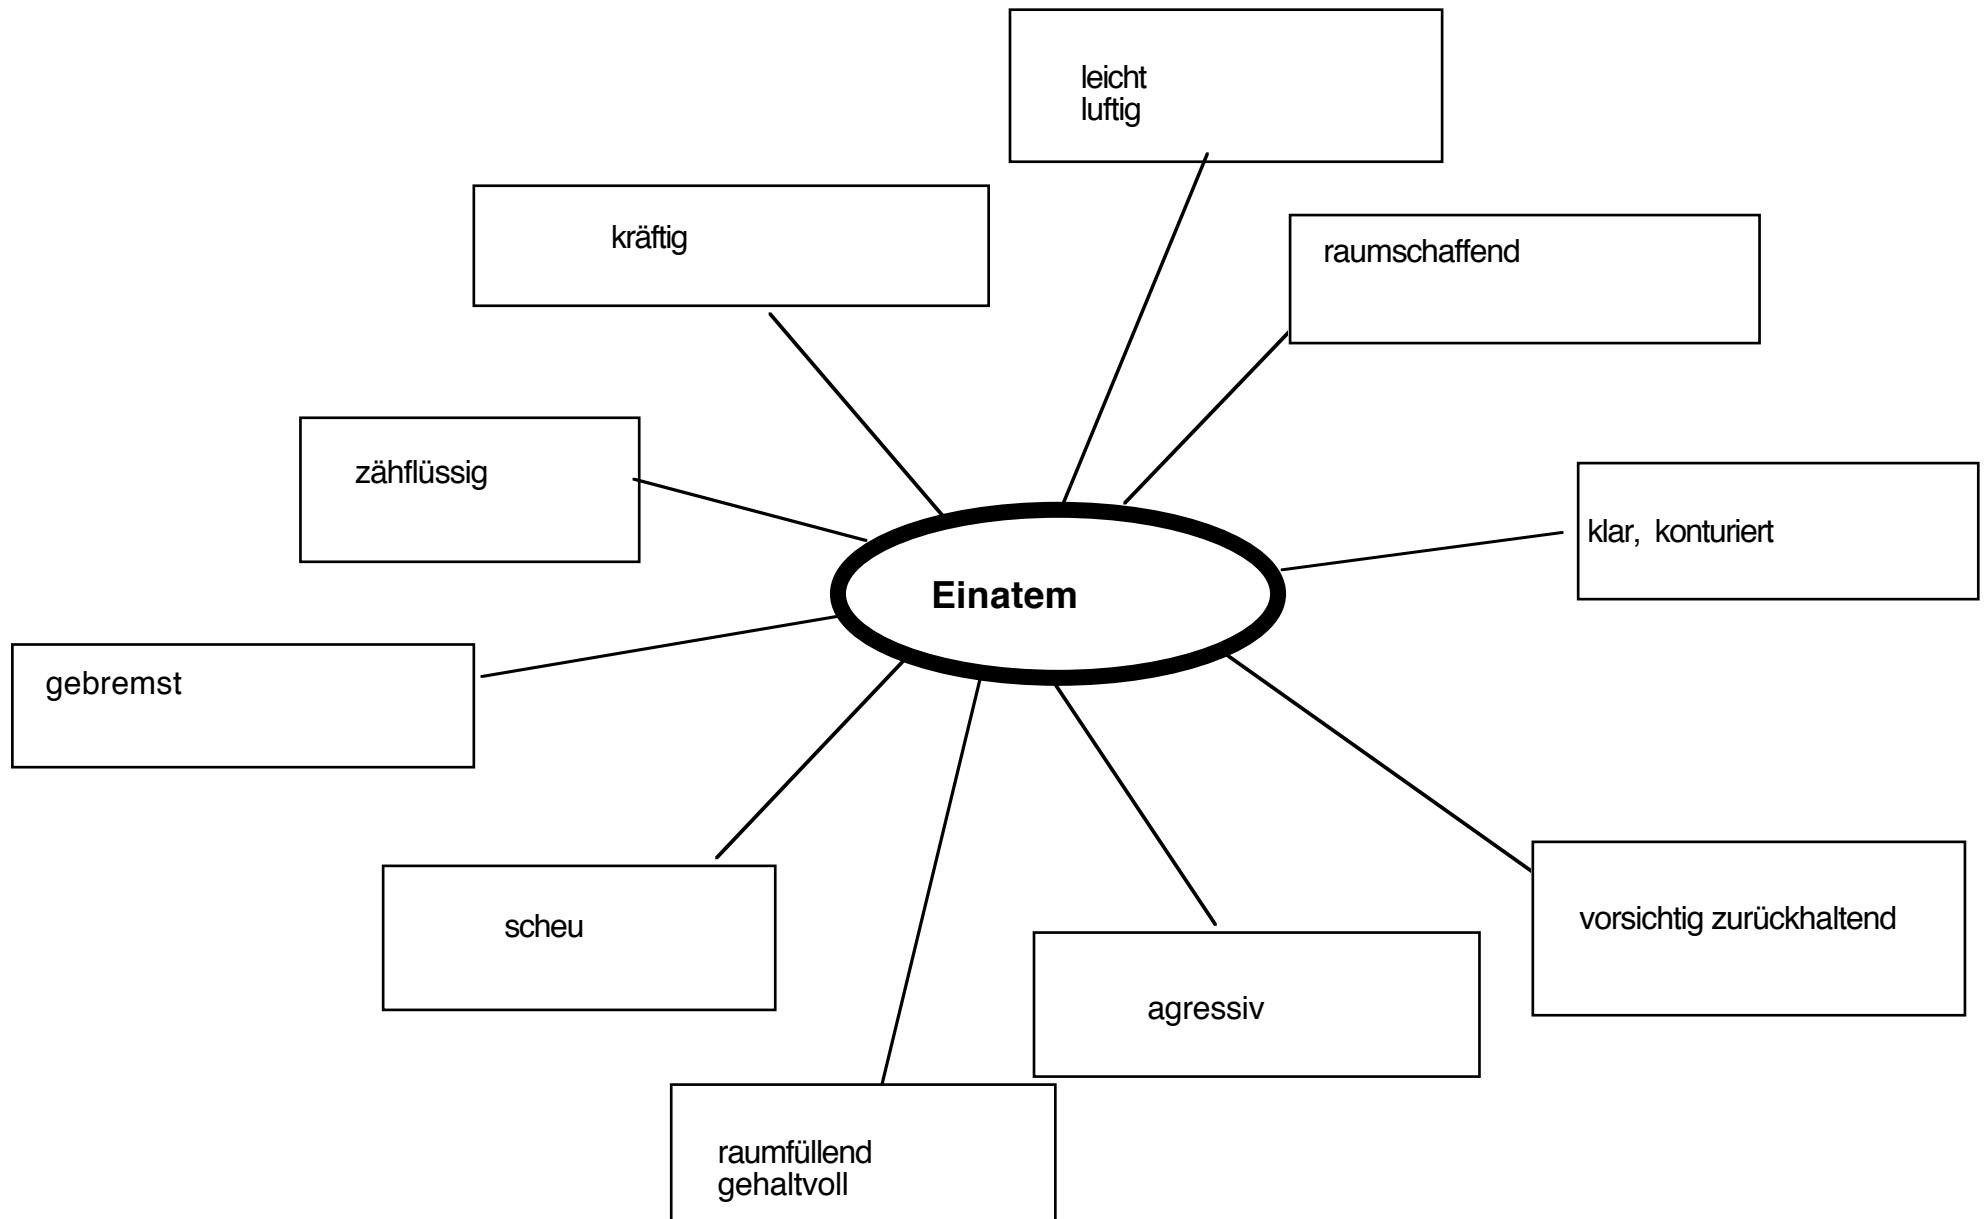 leicht
luftig
kräftig
raumschaffend
zähflüssig
klar, konturiert
Einatem
gebremst
scheu
vorsichtig zurückhaltend
agressiv
raumfüllend
gehaltvoll